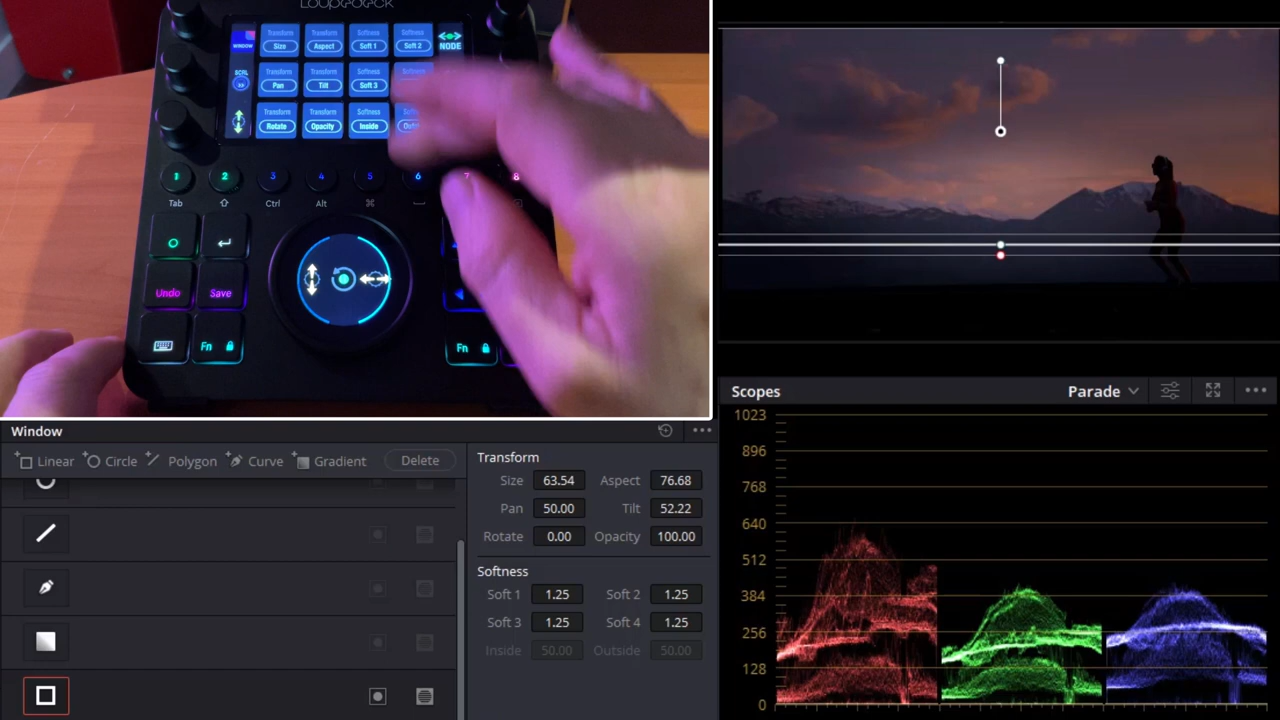 Loupedeck
WINDOW
Transform Size
Transform Aspect
Softness Soft 1
Softness Soft 2
NODE
SCRL
Transform Pan
Transform Tilt
Softness Soft 3
Transform Rotate
Transform Opacity
Softness Inside
1 2 3 4 5 6 7 8
Tab Ctrl Alt
Undo Save
Fn Fn
Window
Linear Circle Polygon Curve Gradient Delete
Transform
Size 63.54 Aspect 76.68
Pan 50.00 Tilt 52.22
Rotate 0.00 Opacity 100.00
Softness
Soft 1 1.25 Soft 2 1.25
Soft 3 1.25 Soft 4 1.25
Inside 50.00 Outside 50.00
Scopes Parade
1023
896
768
640
512
384
256
128
0